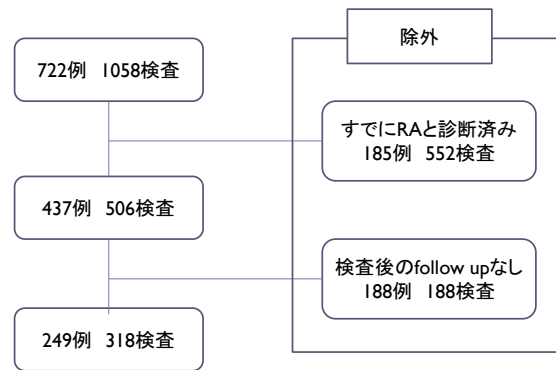 除外
722例 1058検査
すでにRAと診断済み
185例 552検査
437例 506検査
検査後のfollow upなし
188例 188検査
249例 318検査